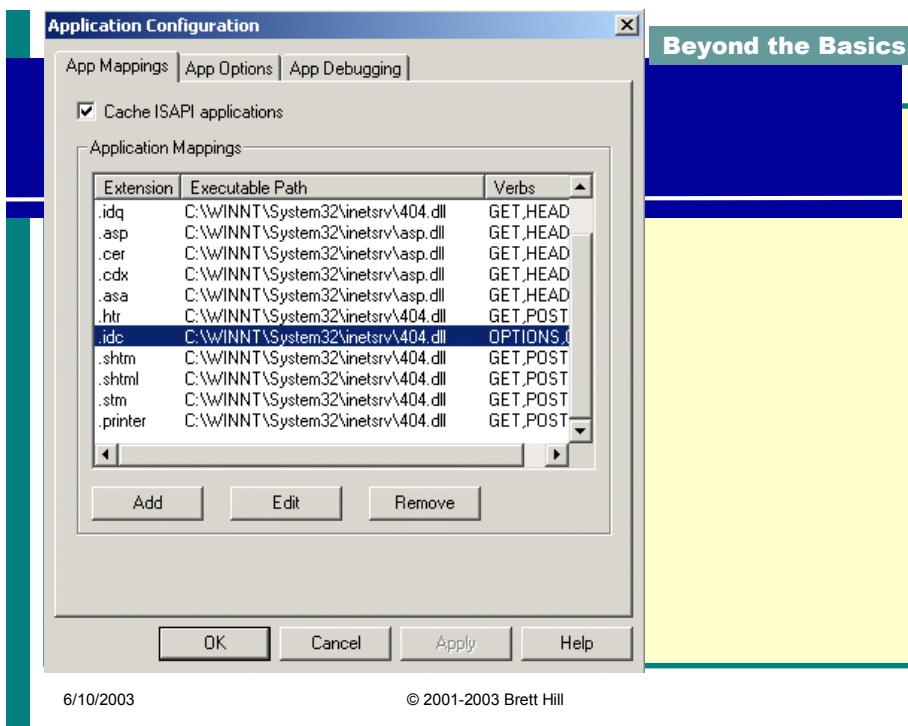 Application Configuration
Beyond the Basics
App Mappings App Options App Debugging
Cache ISAPI applications
Application Mappings
Extension Executable Path Verbs
.idq C:\WINNT\System32\inetsrv\404.dll GET,HEAD
.asp C:\WINNT\System32\inetsrv\asp.dll GET,HEAD
.cer C:\WINNT\System32\inetsrv\asp.dll GET,HEAD
.cdx C:\WINNT\System32\inetsrv\asp.dll GET,HEAD
.asa C:\WINNT\System32\inetsrv\asp.dll GET,HEAD
.htr C:\WINNT\System32\inetsrv\404.dll GET,POST
.idc C:\WINNT\System32\inetsrv\404.dll OPTIONS,
.shtm C:\WINNT\System32\inetsrv\404.dll GET,POST
.shtml C:\WINNT\System32\inetsrv\404.dll GET,POST
.stm C:\WINNT\System32\inetsrv\404.dll GET,POST
.printer C:\WINNT\System32\inetsrv\404.dll GET,POST
Add Edit Remove
OK Cancel Apply Help
6/10/2003 © 2001-2003 Brett Hill